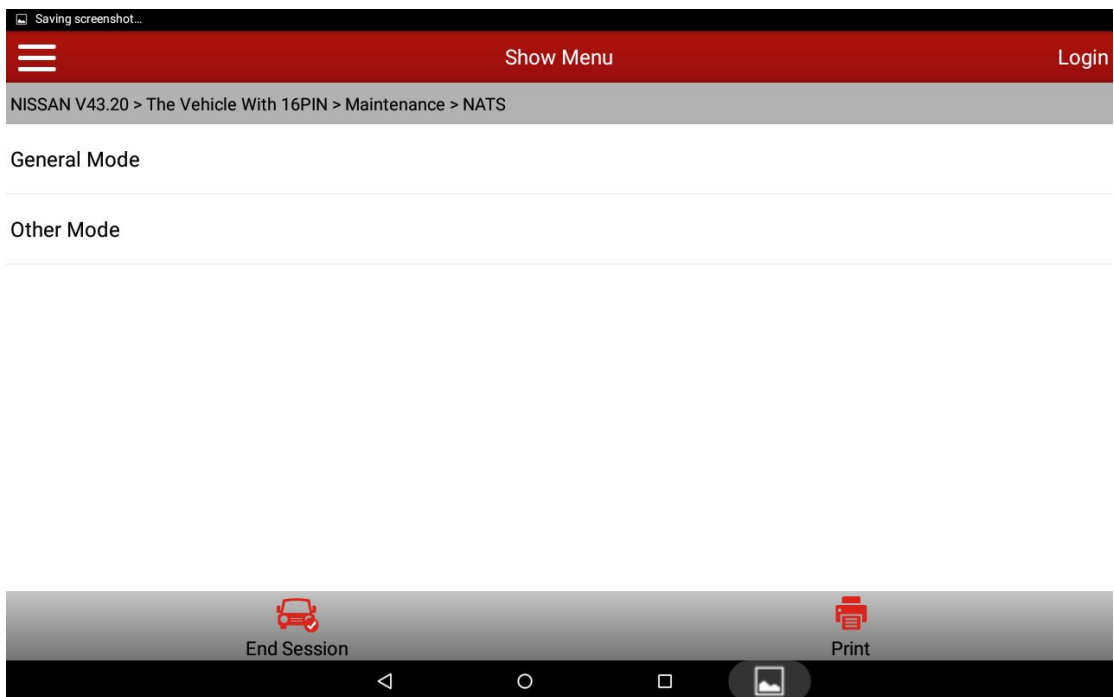 Saving screenshot...
Show Menu
Login
NISSAN V43.20 > The Vehicle With 16PIN > Maintenance > NATS
General Mode
Other Mode
End Session
Print